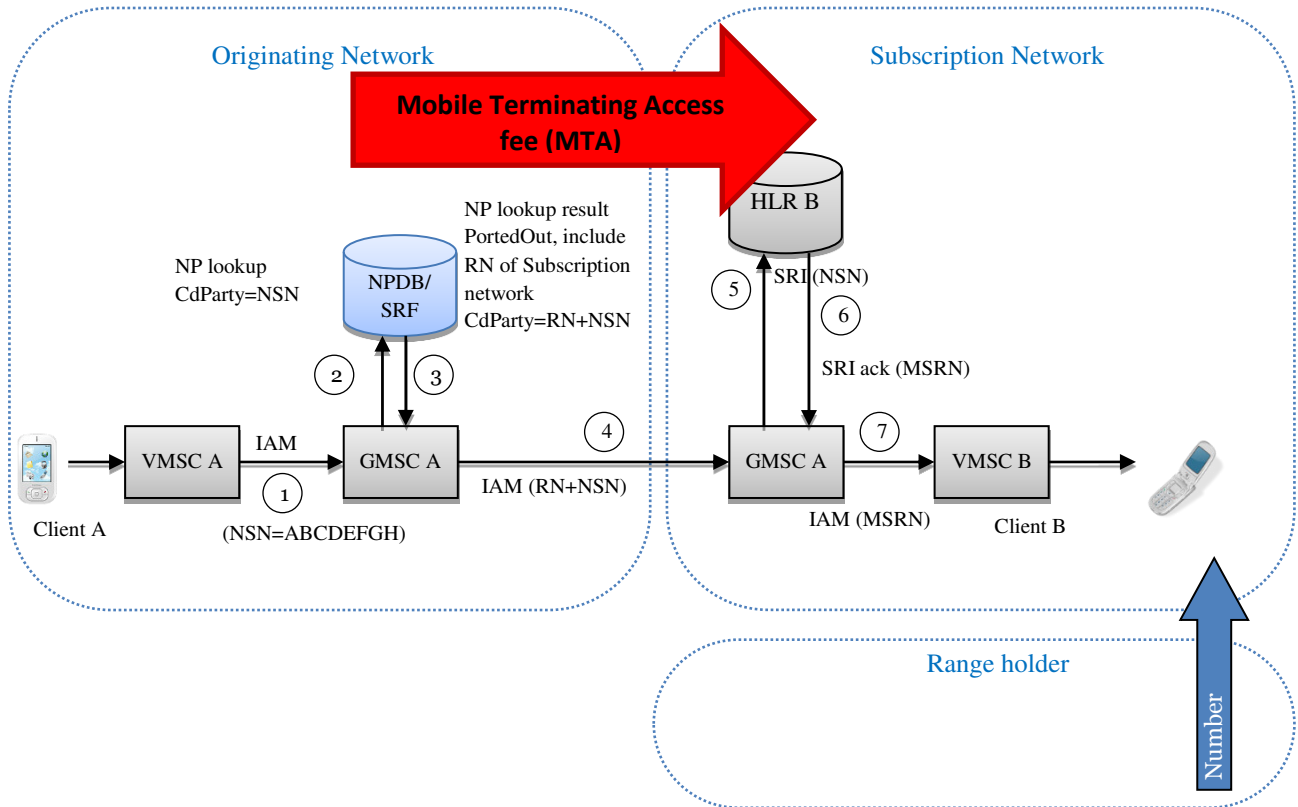 Originating Network
Subscription Network
Mobile Terminating Access
fee (MTA)
HLR B
NP lookup result
PortedOut, include
RN of Subscription
network
CdParty=RN+NSN
NP lookup
CdParty=NSN
NPDB/
SRF
SRI (NSN)
5
6
2
3
SRI ack (MSRN)
4
7
IAM
VMSC A
GMSC A
GMSC A
VMSC B
1
IAM (RN+NSN)
IAM (MSRN)
Client A
(NSN=ABCDEFGH)
Client B
Range holder
Number